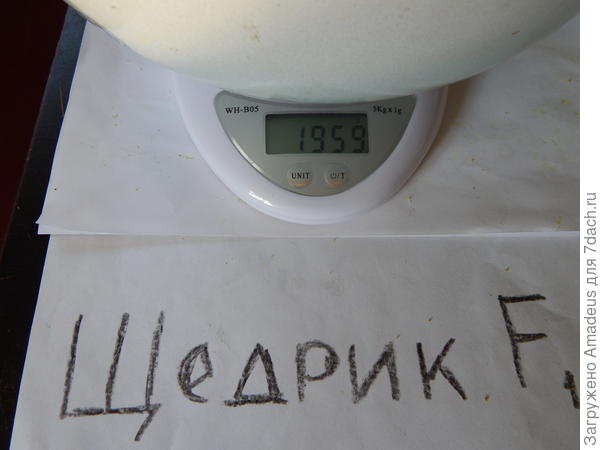 WH-B05 5Kg x 1g
1959
UNIT ⏻/T
Щедрик F1
Загружено Amadeus для 7dach.ru